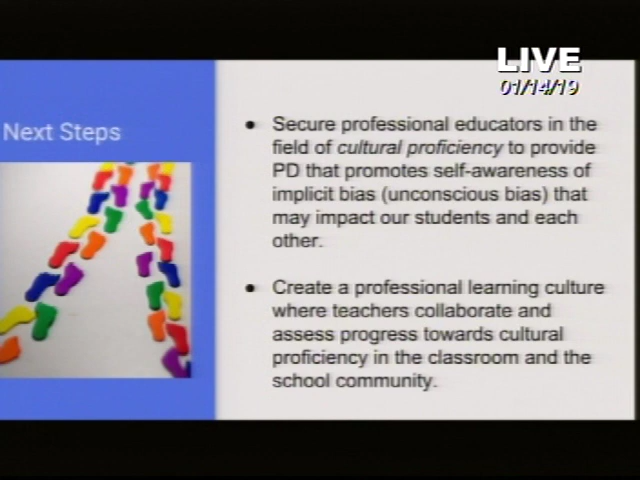 LIVE
01/14/19
Next Steps
• Secure professional educators in the
field of cultural proficiency to provide
PD that promotes self-awareness of
implicit bias (unconscious bias) that
may impact our students and each
other.
• Create a professional learning culture
where teachers collaborate and
assess progress towards cultural
proficiency in the classroom and the
school community.